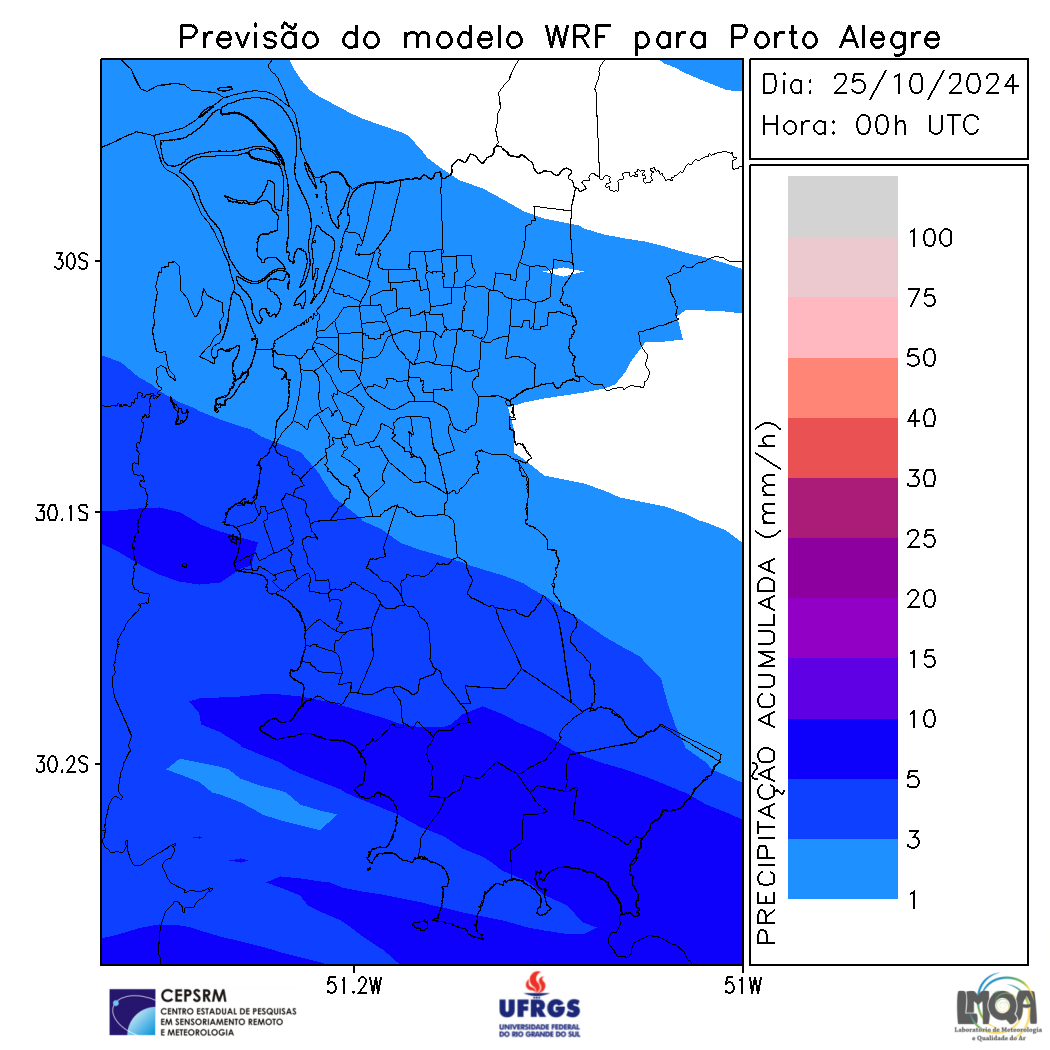 Previsão do modelo WRF para Porto Alegre
Dia: 25/10/2024
Hora: 00h UTC
30S
30.1S
30.2S
51.2W
51W
PRECIPITAÇÃO ACUMULADA (mm/h)
100
75
50
40
30
25
20
15
10
5
3
1
CEPSRM
CENTRO ESTADUAL DE PESQUISAS
EM SENSORIAMENTO REMOTO
E METEOROLOGIA
UFRGS
UNIVERSIDADE FEDERAL
DO RIO GRANDE DO SUL
LMQA
Laboratório de Meteorologia
e Qualidade do Ar